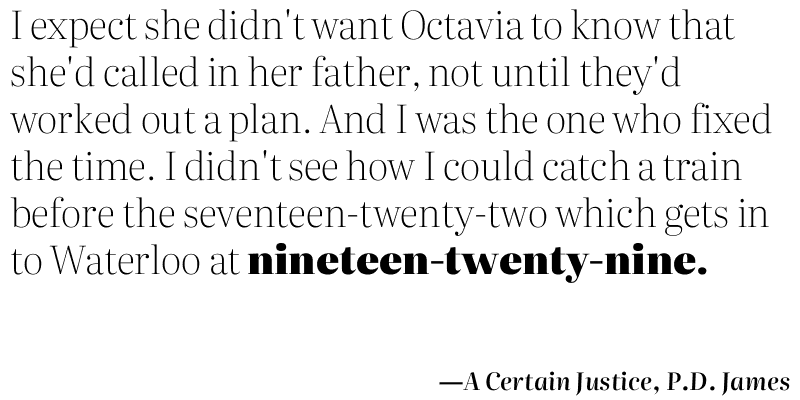 I expect she didn't want Octavia to know that
she'd called in her father, not until they'd
worked out a plan. And I was the one who fixed
the time. I didn't see how I could catch a train
before the seventeen-twenty-two which gets in
to Waterloo at nineteen-twenty-nine.
—A Certain Justice, P.D. James